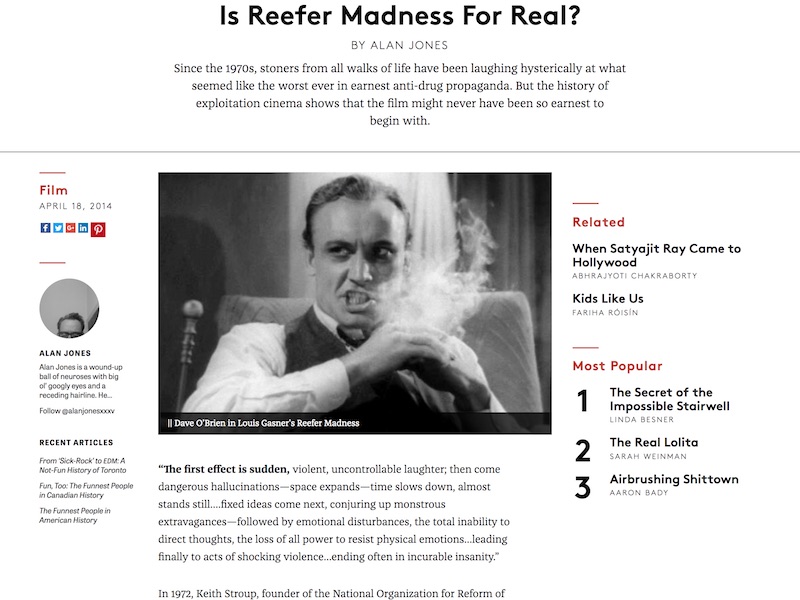 Is Reefer Madness For Real?
BY ALAN JONES
Since the 1970s, stoners from all walks of life have been laughing hysterically at what
seemed like the worst ever in earnest anti-drug propaganda. But the history of
exploitation cinema shows that the film might never have been so earnest to
begin with.
Film
APRIL 18, 2014
ALAN JONES
Alan Jones is a wound-up
ball of neuroses with big
ol' googly eyes and a
receding hairline. He...
Follow @alanjonesxxxv
RECENT ARTICLES
From 'Sick-Rock' to EDM: A
Not-Fun History of Toronto
Fun, Too: The Funnest People
in Canadian History
The Funnest People in
American History
|| Dave O'Brien in Louis Gasner's Reefer Madness
“The first effect is sudden, violent, uncontrollable laughter; then come
dangerous hallucinations—space expands—time slows down, almost
stands still....fixed ideas come next, conjuring up monstrous
extravagances—followed by emotional disturbances, the total inability to
direct thoughts, the loss of all power to resist physical emotions...leading
finally to acts of shocking violence...ending often in incurable insanity.”
In 1972, Keith Stroup, founder of the National Organization for Reform of
Related
When Satyajit Ray Came to
Hollywood
ABHRAJYOTI CHAKRABORTY
Kids Like Us
FARIHA RÓISÍN
Most Popular
1 The Secret of the
Impossible Stairwell
LINDA BESNER
2 The Real Lolita
SARAH WEINMAN
3 Airbrushing Shittown
AARON BADY